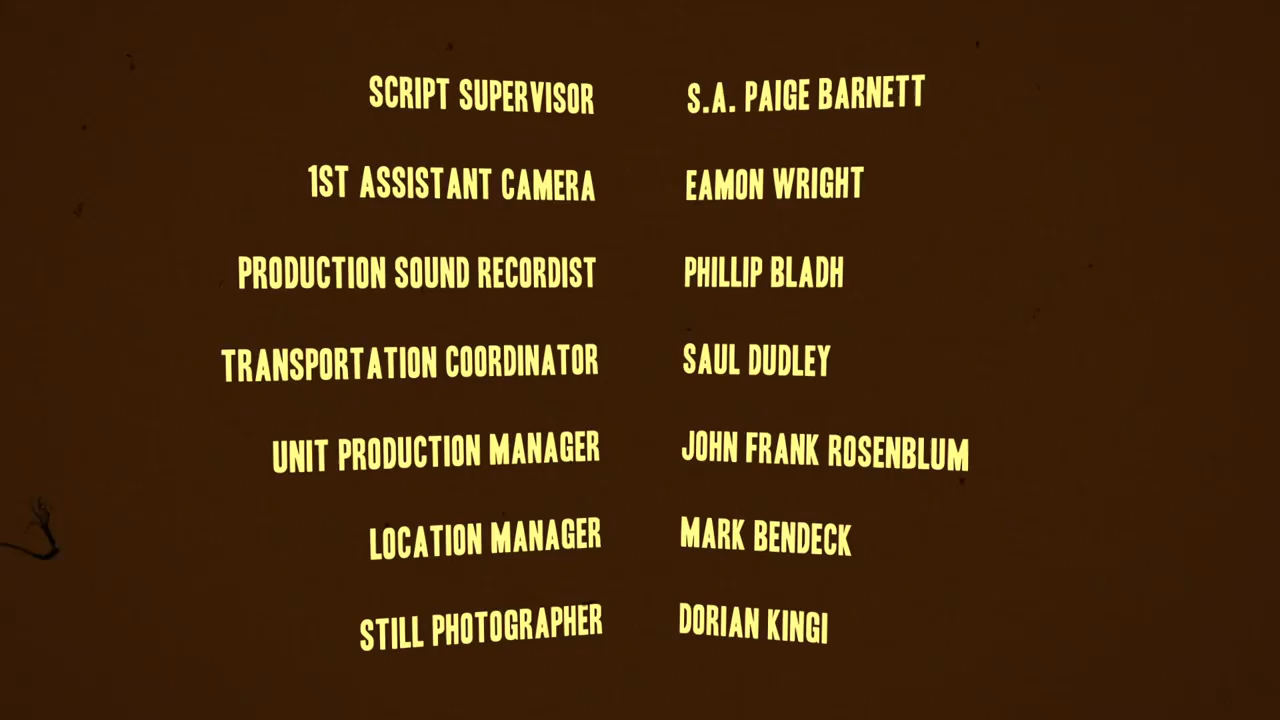 SCRIPT SUPERVISOR S.A. PAIGE BARNETT
1ST ASSISTANT CAMERA EAMON WRIGHT
PRODUCTION SOUND RECORDIST PHILLIP BLADH
TRANSPORTATION COORDINATOR SAUL DUDLEY
UNIT PRODUCTION MANAGER JOHN FRANK ROSENBLUM
LOCATION MANAGER MARK BENDECK
STILL PHOTOGRAPHER DORIAN KINGI